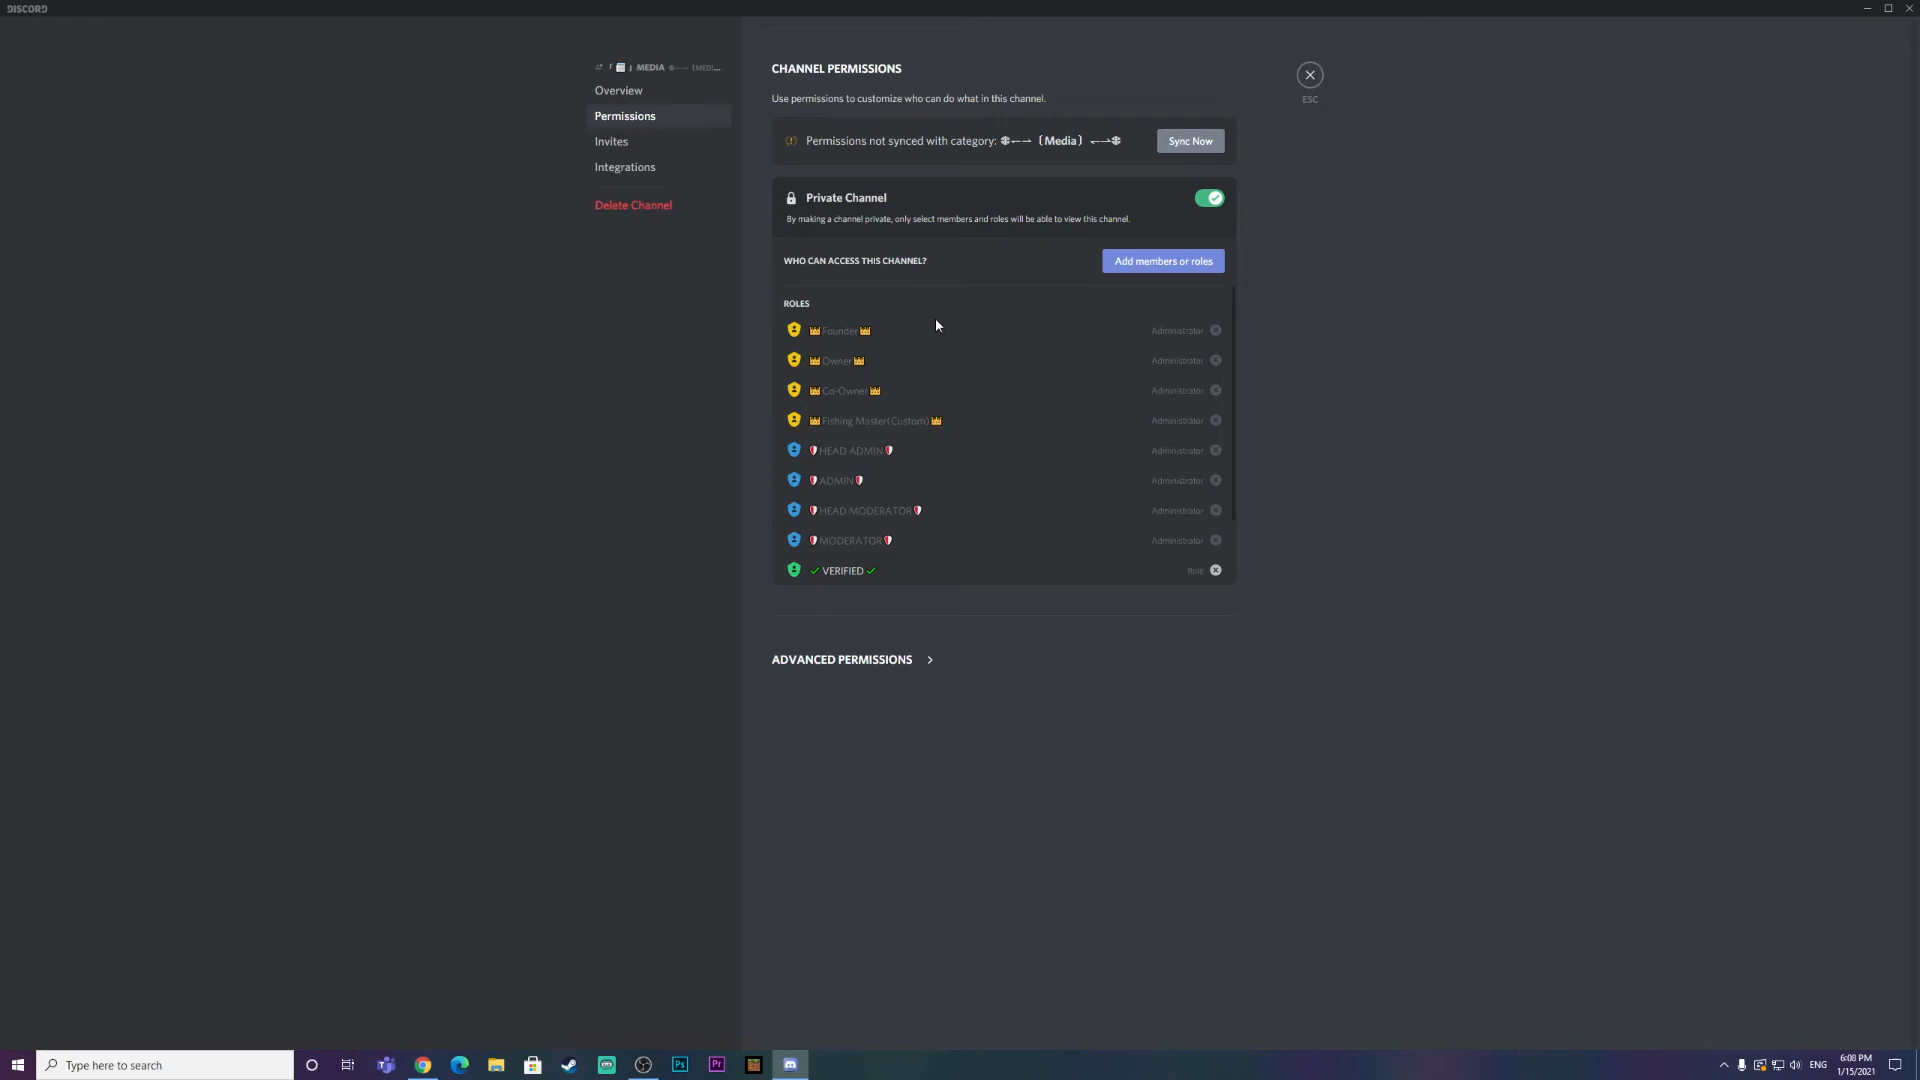 DISCORD
MEDIA (MEDI...
Overview
Permissions
Invites
Integrations
Delete Channel
CHANNEL PERMISSIONS
Use permissions to customize who can do what in this channel.
Permissions not synced with category: ❄←→ (Media) ←→❄
Sync Now
Private Channel
By making a channel private, only select members and roles will be able to view this channel.
WHO CAN ACCESS THIS CHANNEL?
Add members or roles
ROLES
👑Founder👑 Administrator
👑Owner👑 Administrator
👑Co-Owner👑 Administrator
👑Fishing Master(Custom)👑 Administrator
HEAD ADMIN Administrator
ADMIN Administrator
HEAD MODERATOR Administrator
MODERATOR Administrator
✓VERIFIED✓ Role
ADVANCED PERMISSIONS >
ESC
Type here to search
Ps
Pr
ENG
6:08 PM
1/15/2021